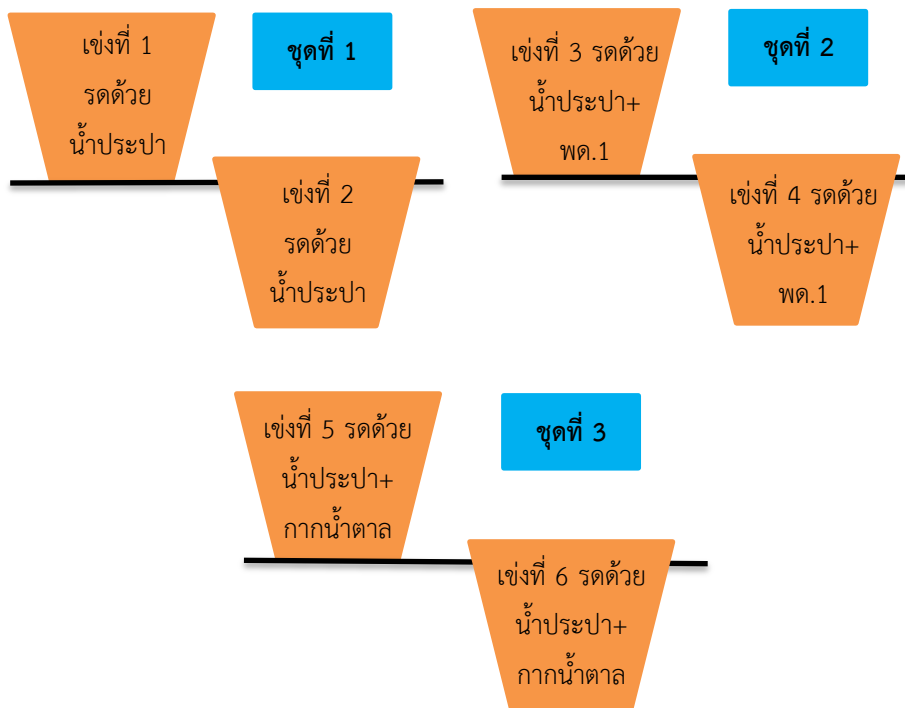 เข่งที่ 1
รดด้วย
น้ำประปา
ชุดที่ 1
เข่งที่ 2
รดด้วย
น้ำประปา
เข่งที่ 3 รดด้วย
น้ำประปา+
พด.1
ชุดที่ 2
เข่งที่ 4 รดด้วย
น้ำประปา+
พด.1
เข่งที่ 5 รดด้วย
น้ำประปา+
กากน้ำตาล
ชุดที่ 3
เข่งที่ 6 รดด้วย
น้ำประปา+
กากน้ำตาล